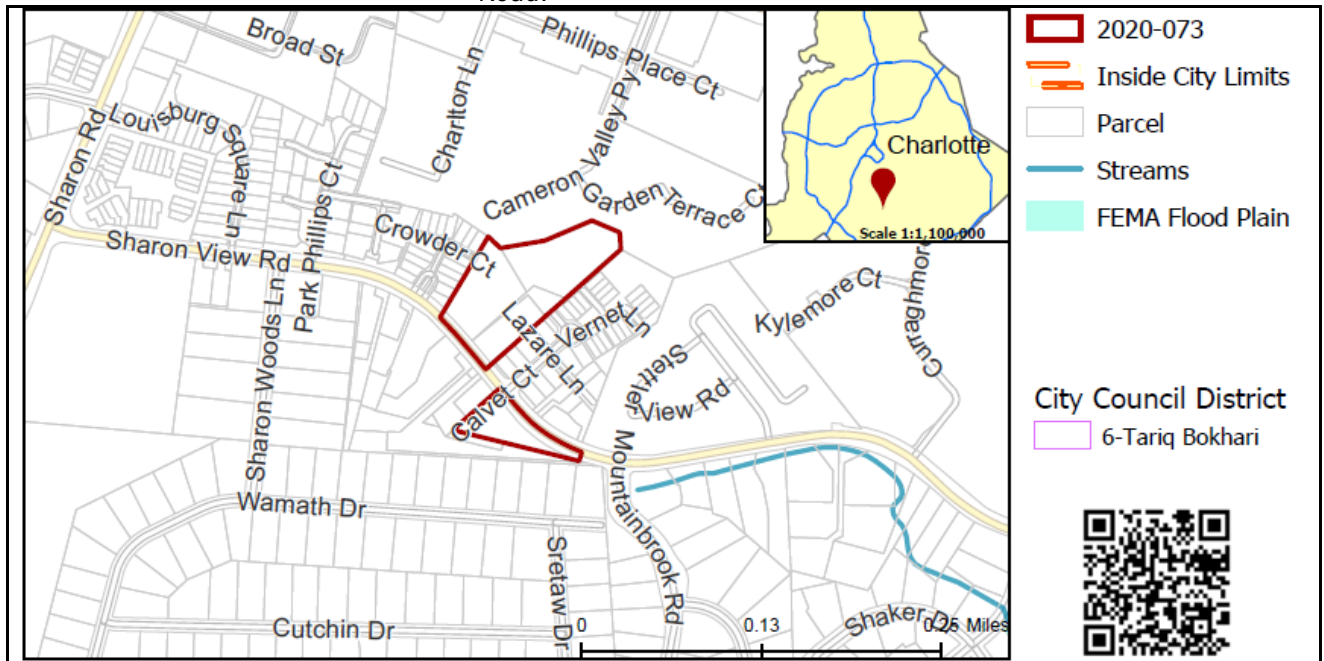 Broad St
Phillips Place Ct
Charlton Ln
Cameron Valley Py
Louisburg Square Ln
Sharon Rd
Park Phillips Ct
Garden Terrace Ct
Crowder Ct
Sharon View Rd
Sharon Woods Ln
Lazare Ln
Vernet Ln
Kylemore Ct
Curraghmore
Stettler View Rd
Calvet Ct
Mountainbrook Rd
Wamath Dr
Sretaw Dr
Cutchin Dr
Shaker Dr
0
0.13
0.25 Miles
Charlotte
Scale 1:1,100,000
2020-073
Inside City Limits
Parcel
Streams
FEMA Flood Plain
City Council District
6-Tariq Bokhari